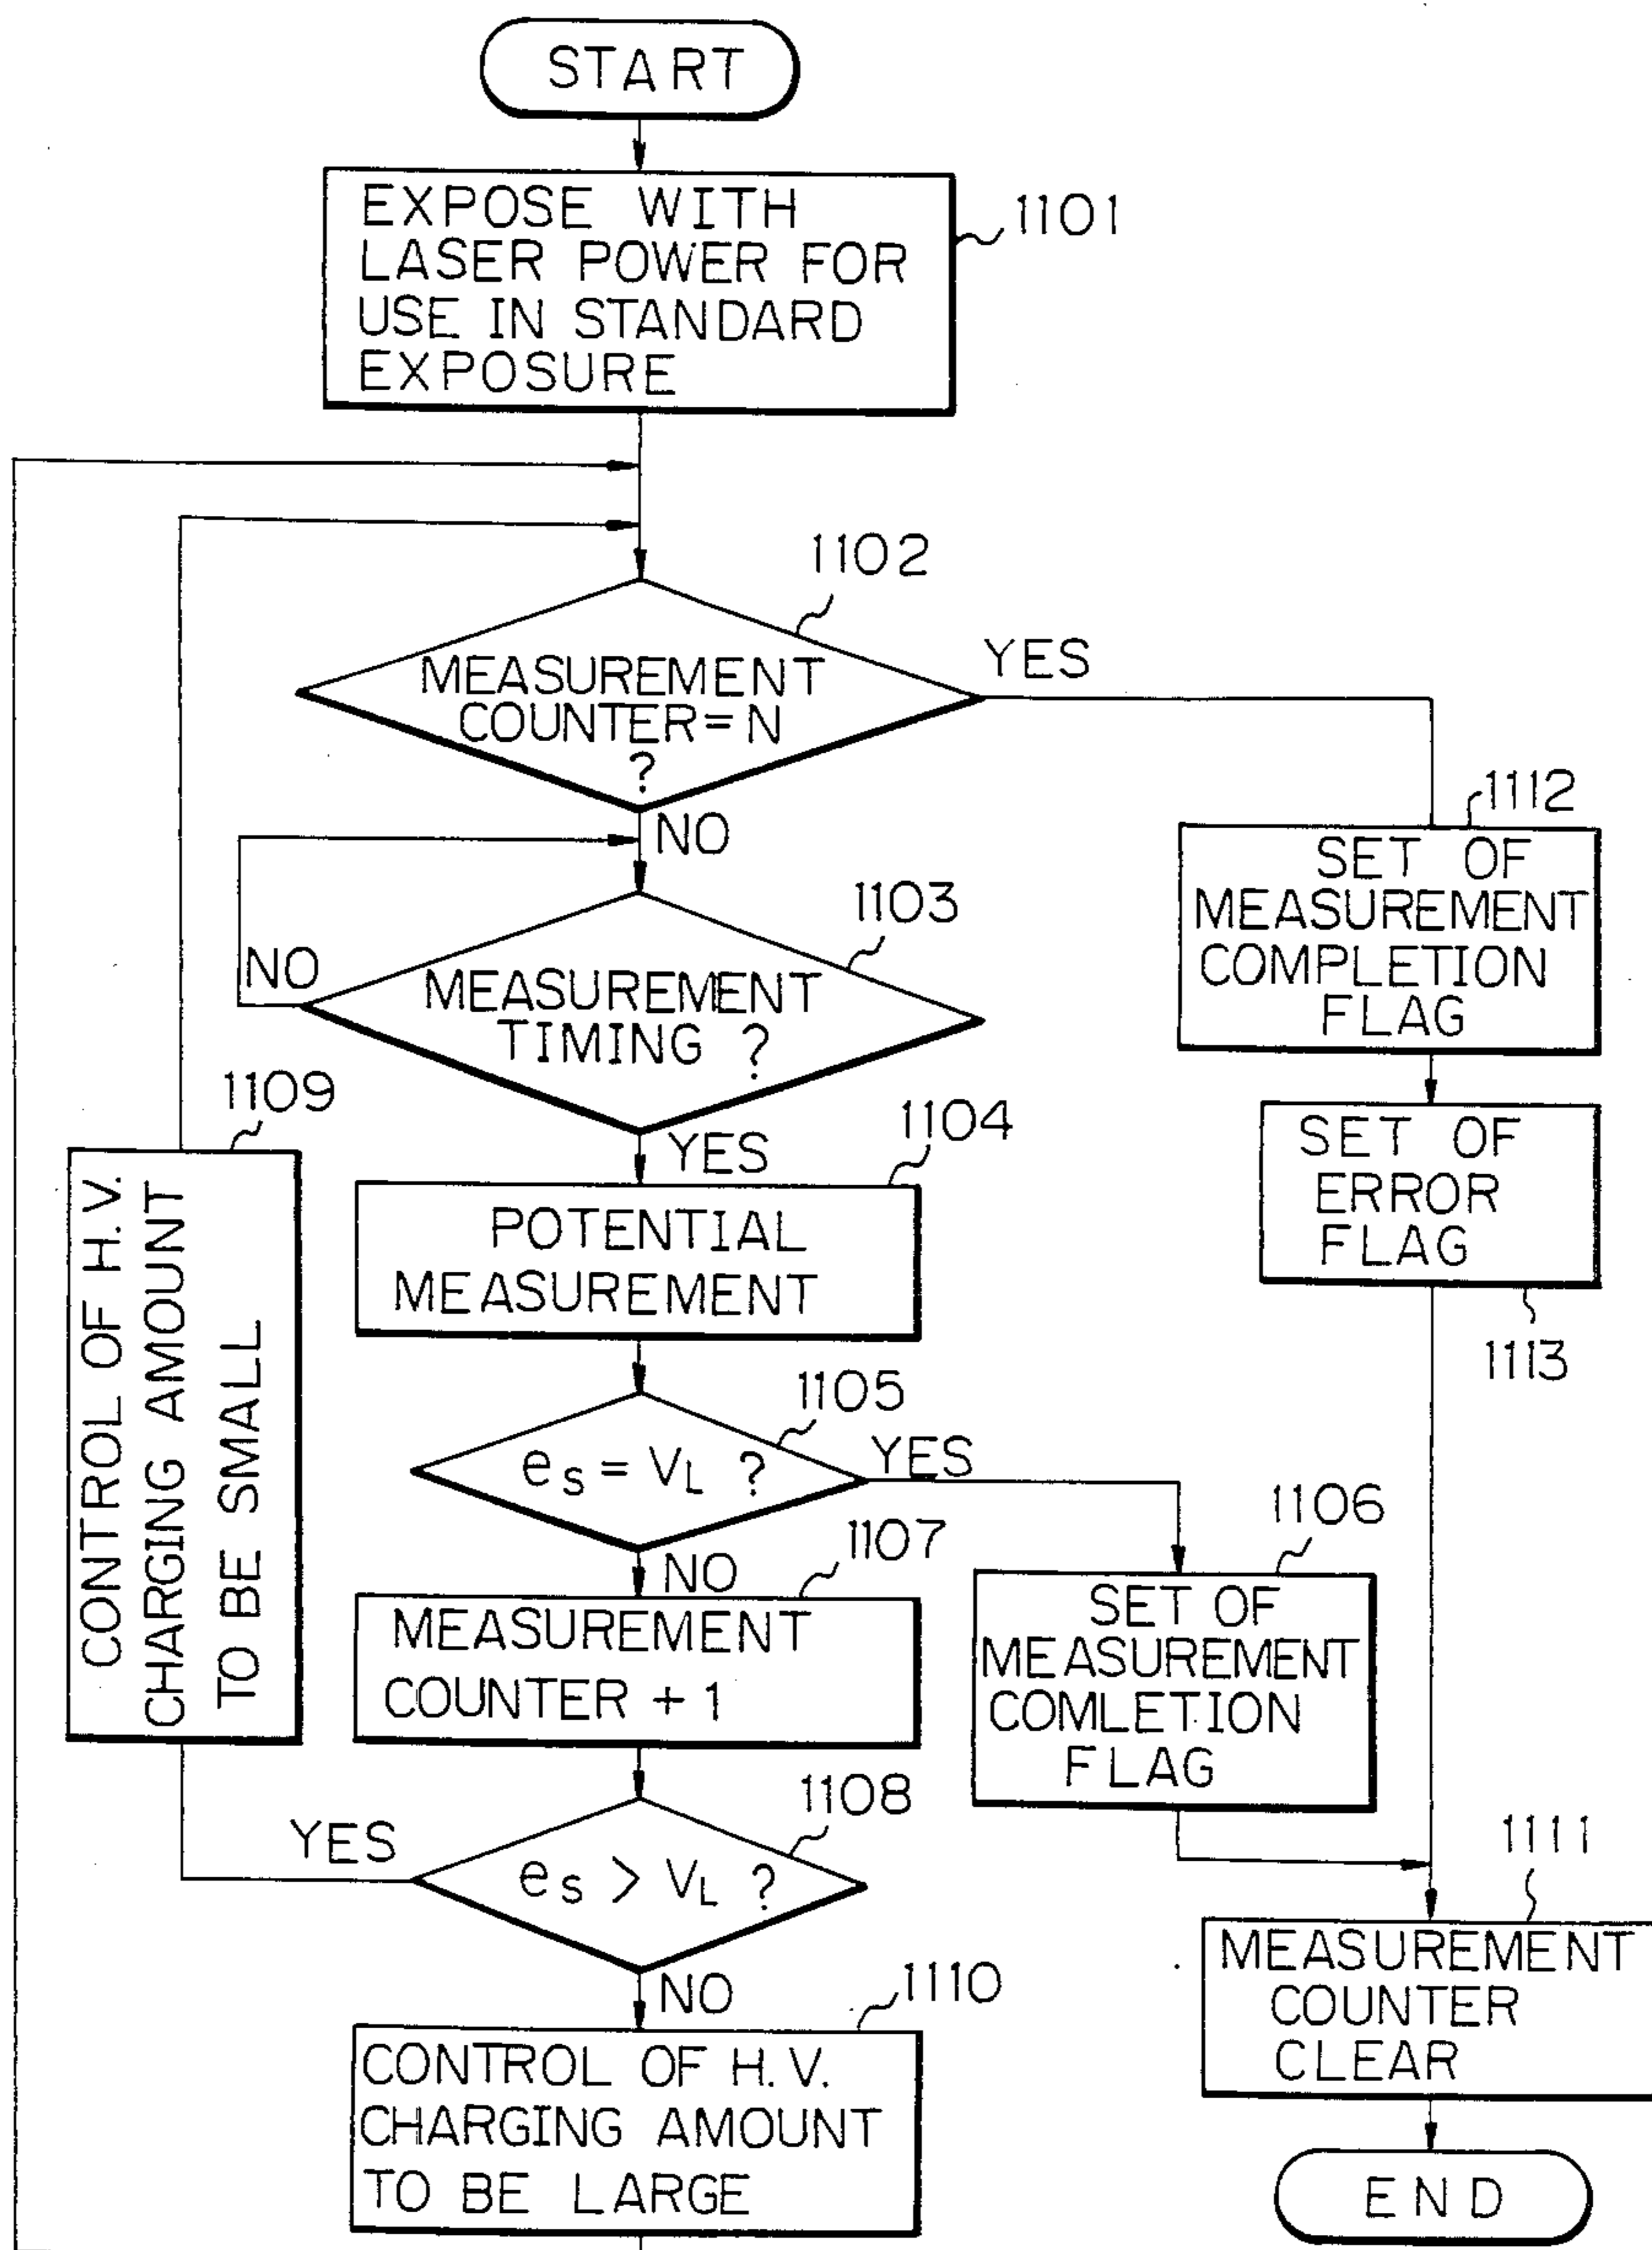 START
EXPOSE WITH
LASER POWER FOR
USE IN STANDARD
EXPOSURE
1101
1102
MEASUREMENT
COUNTER = N
?
YES
NO
1112
SET OF
MEASUREMENT
COMPLETION
FLAG
1103
NO
MEASUREMENT
TIMING ?
YES
1113
SET OF
ERROR
FLAG
1109
CONTROL OF H.V.
CHARGING AMOUNT
TO BE SMALL
1104
POTENTIAL
MEASUREMENT
1105
es = VL ?
YES
NO
1106
SET OF
MEASUREMENT
COMLETION
FLAG
1107
MEASUREMENT
COUNTER + 1
1108
YES
es > VL ?
NO
1111
MEASUREMENT
COUNTER
CLEAR
1110
CONTROL OF H.V.
CHARGING AMOUNT
TO BE LARGE
END